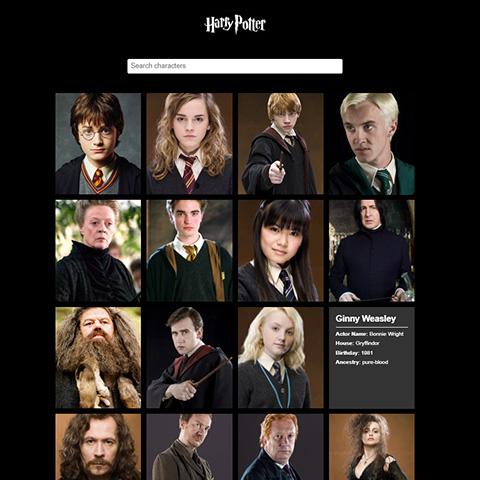 Harry Potter
Search characters
Ginny Weasley
Actor Name: Bonnie Wright
House: Gryffindor
Birthday: 1981
Ancestry: pure-blood